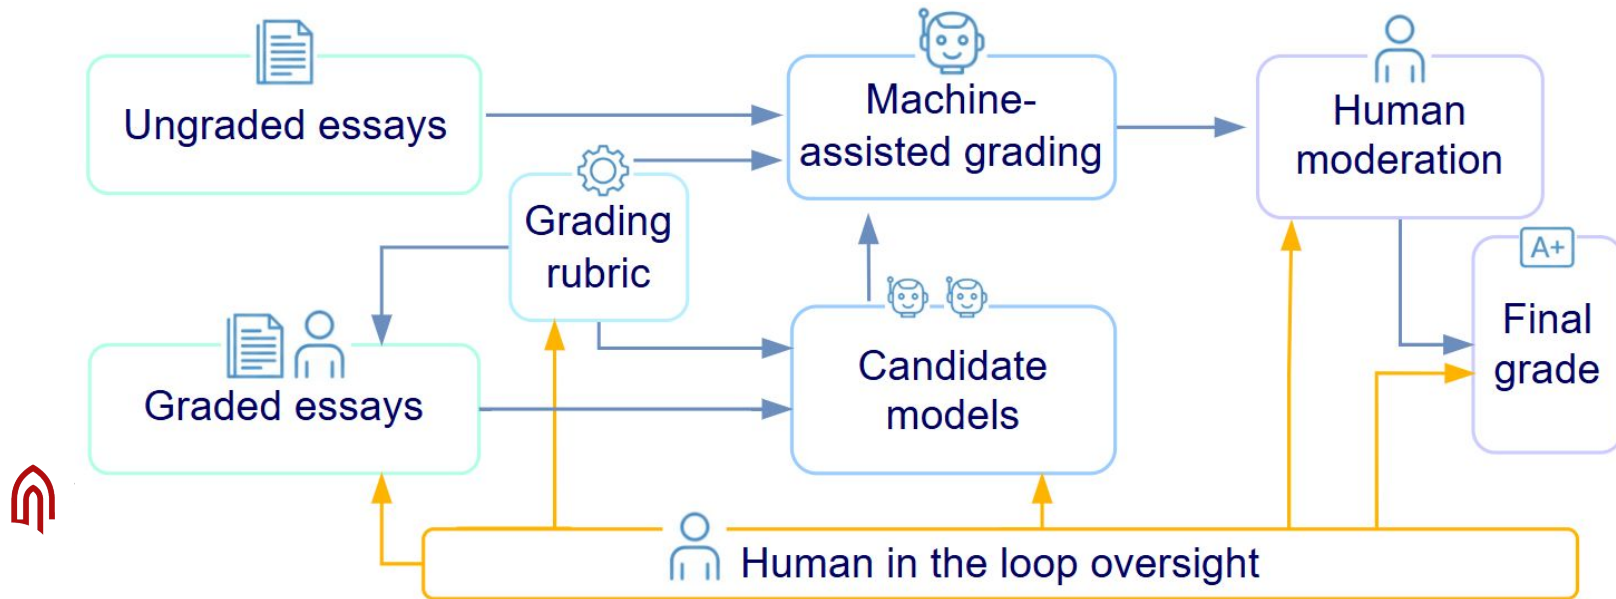 Ungraded essays
Machine-
assisted grading
Human
moderation
Grading
rubric
A+
Final
grade
Graded essays
Candidate
models
Human in the loop oversight